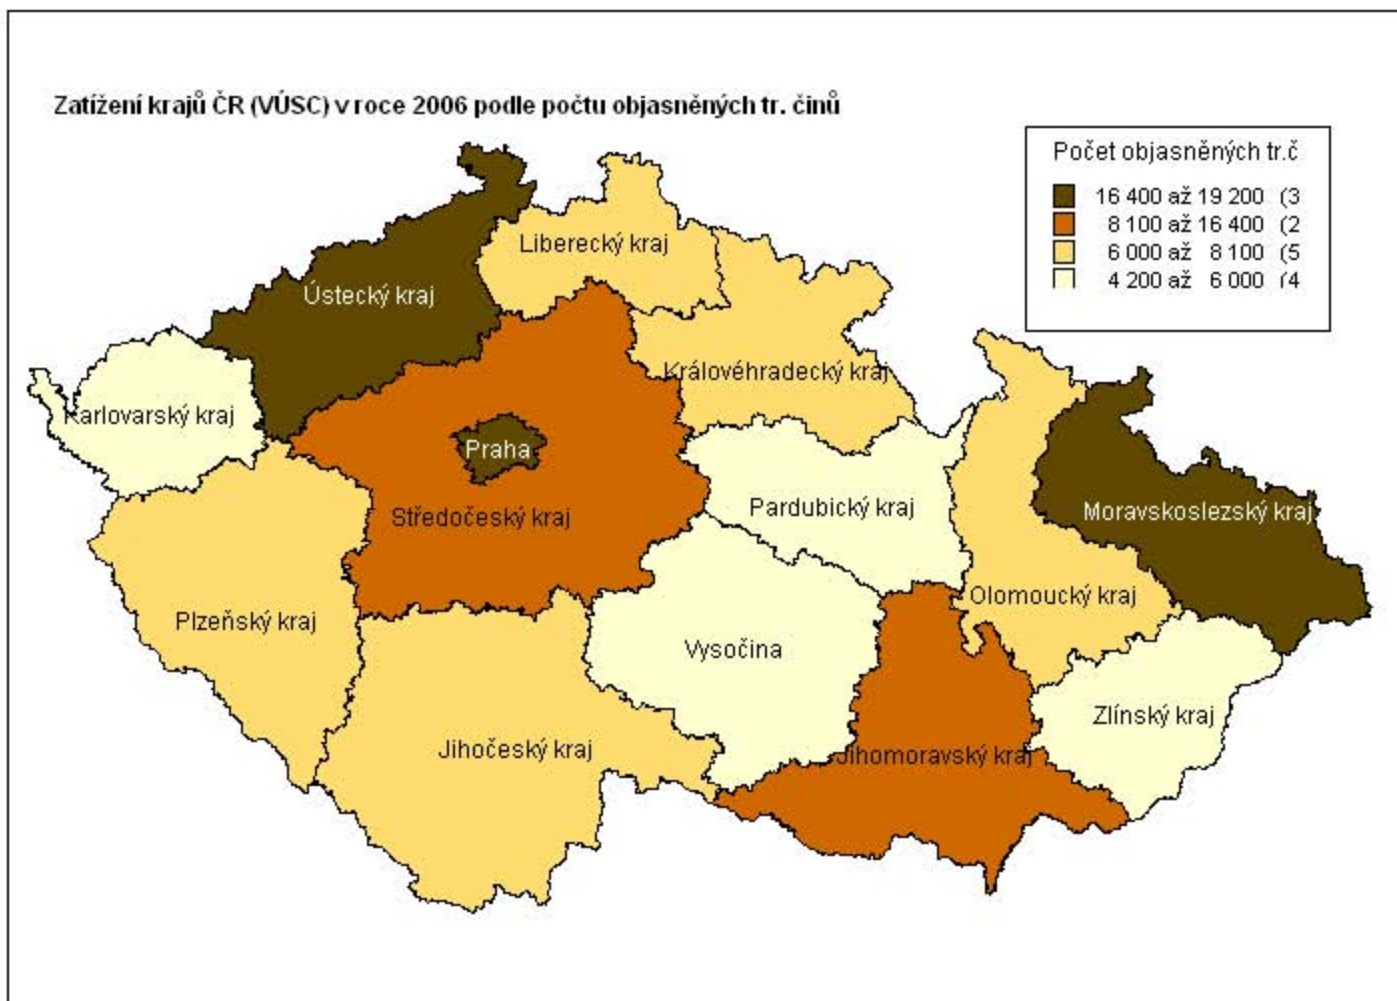 Zatížení krajů ČR (VÚSC) v roce 2006 podle počtu objasněných tr. činů
Počet objasněných tr.č
16 400 až 19 200 (3
8 100 až 16 400 (2
6 000 až 8 100 (5
4 200 až 6 000 (4
Liberecký kraj
Ústecký kraj
Královéhradecký kraj
Karlovarský kraj
Praha
Pardubický kraj
Moravskoslezský kraj
Středočeský kraj
Olomoucký kraj
Plzeňský kraj
Vysočina
Zlínský kraj
Jihočeský kraj
Jihomoravský kraj